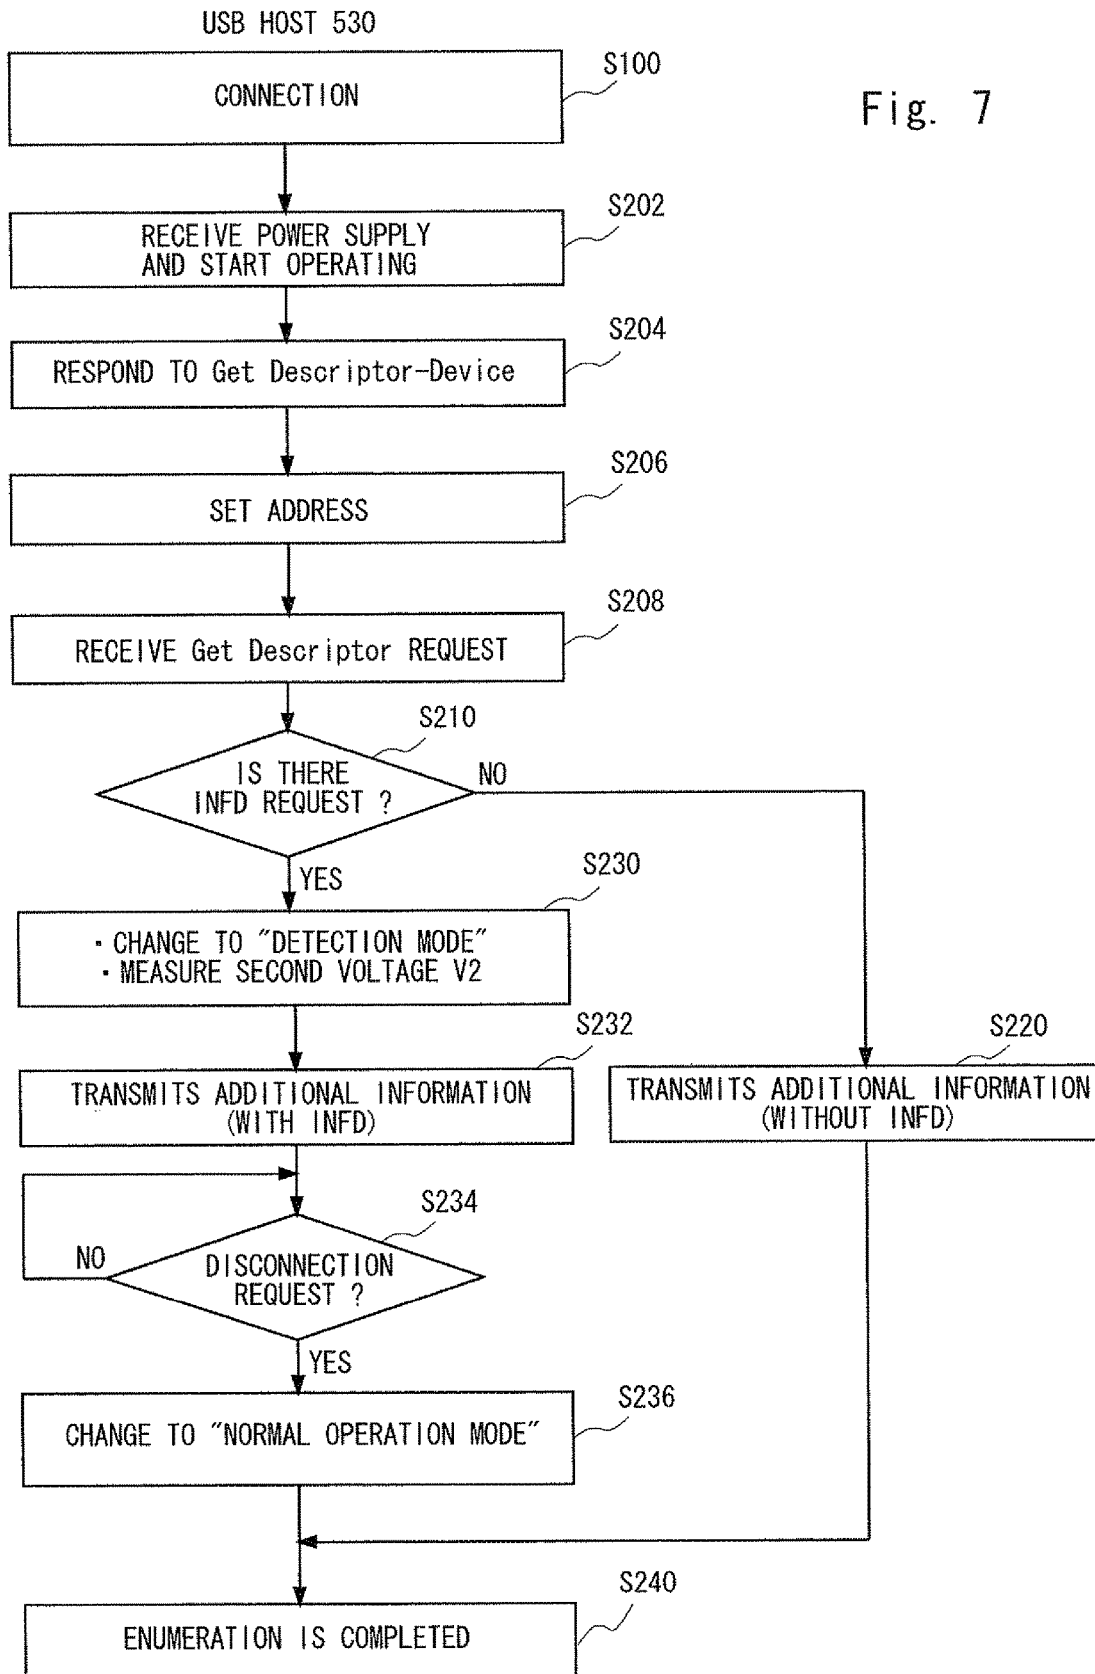 USB HOST 530
CONNECTION
S100
Fig. 7
RECEIVE POWER SUPPLY
AND START OPERATING
S202
RESPOND TO Get Descriptor-Device
S204
SET ADDRESS
S206
RECEIVE Get Descriptor REQUEST
S208
IS THERE
INFD REQUEST ?
S210
NO
YES
・CHANGE TO "DETECTION MODE"
・MEASURE SECOND VOLTAGE V2
S230
TRANSMITS ADDITIONAL INFORMATION
(WITH INFD)
S232
TRANSMITS ADDITIONAL INFORMATION
(WITHOUT INFD)
S220
DISCONNECTION
REQUEST ?
S234
NO
YES
CHANGE TO "NORMAL OPERATION MODE"
S236
ENUMERATION IS COMPLETED
S240